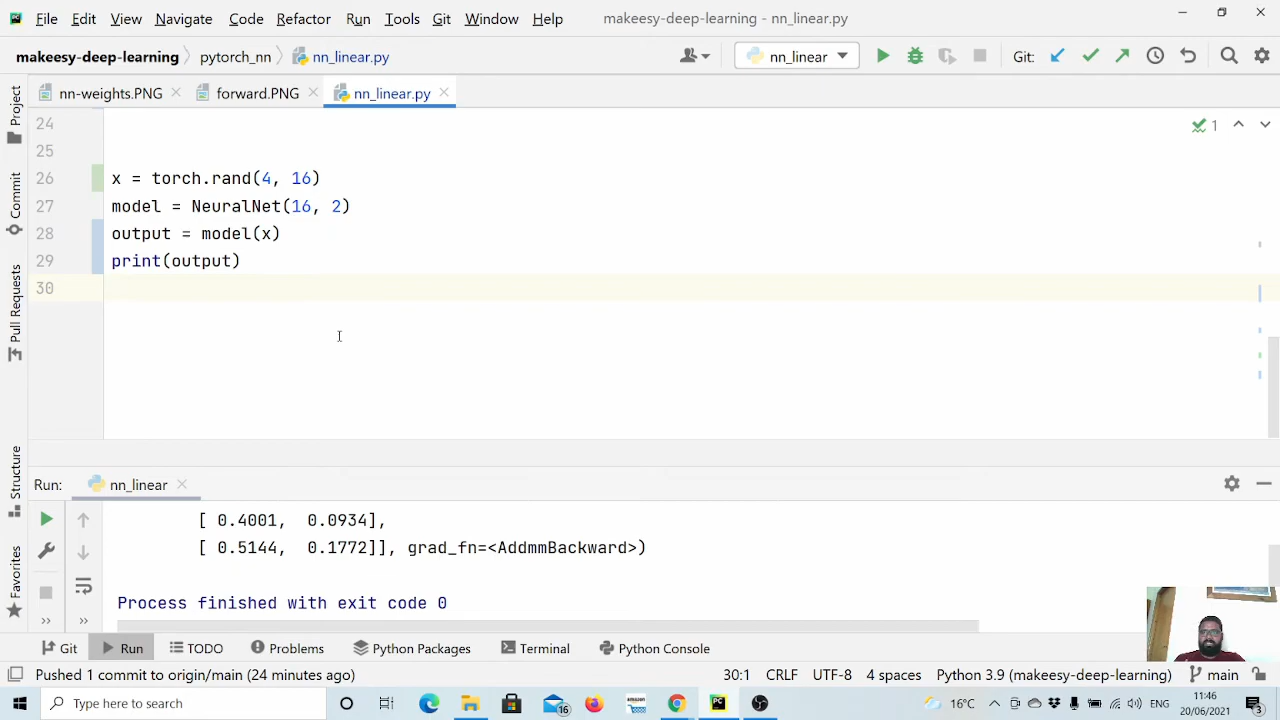 File Edit View Navigate Code Refactor Run Tools Git Window Help makeesy-deep-learning - nn_linear.py
makeesy-deep-learning pytorch_nn nn_linear.py nn_linear Git:
nn-weights.PNG forward.PNG nn_linear.py
Project
Commit
Pull Requests
Structure
Favorites
24
25
26 x = torch.rand(4, 16)
27 model = NeuralNet(16, 2)
28 output = model(x)
29 print(output)
30
1
Run: nn_linear
[ 0.4001, 0.0934],
[ 0.5144, 0.1772]], grad_fn=<AddmmBackward>)
Process finished with exit code 0
Git Run TODO Problems Python Packages Terminal Python Console
Pushed 1 commit to origin/main (24 minutes ago) 30:1 CRLF UTF-8 4 spaces Python 3.9 (makeesy-deep-learning) main
Type here to search 16 16°C ENG 11:46
20/06/2021 3